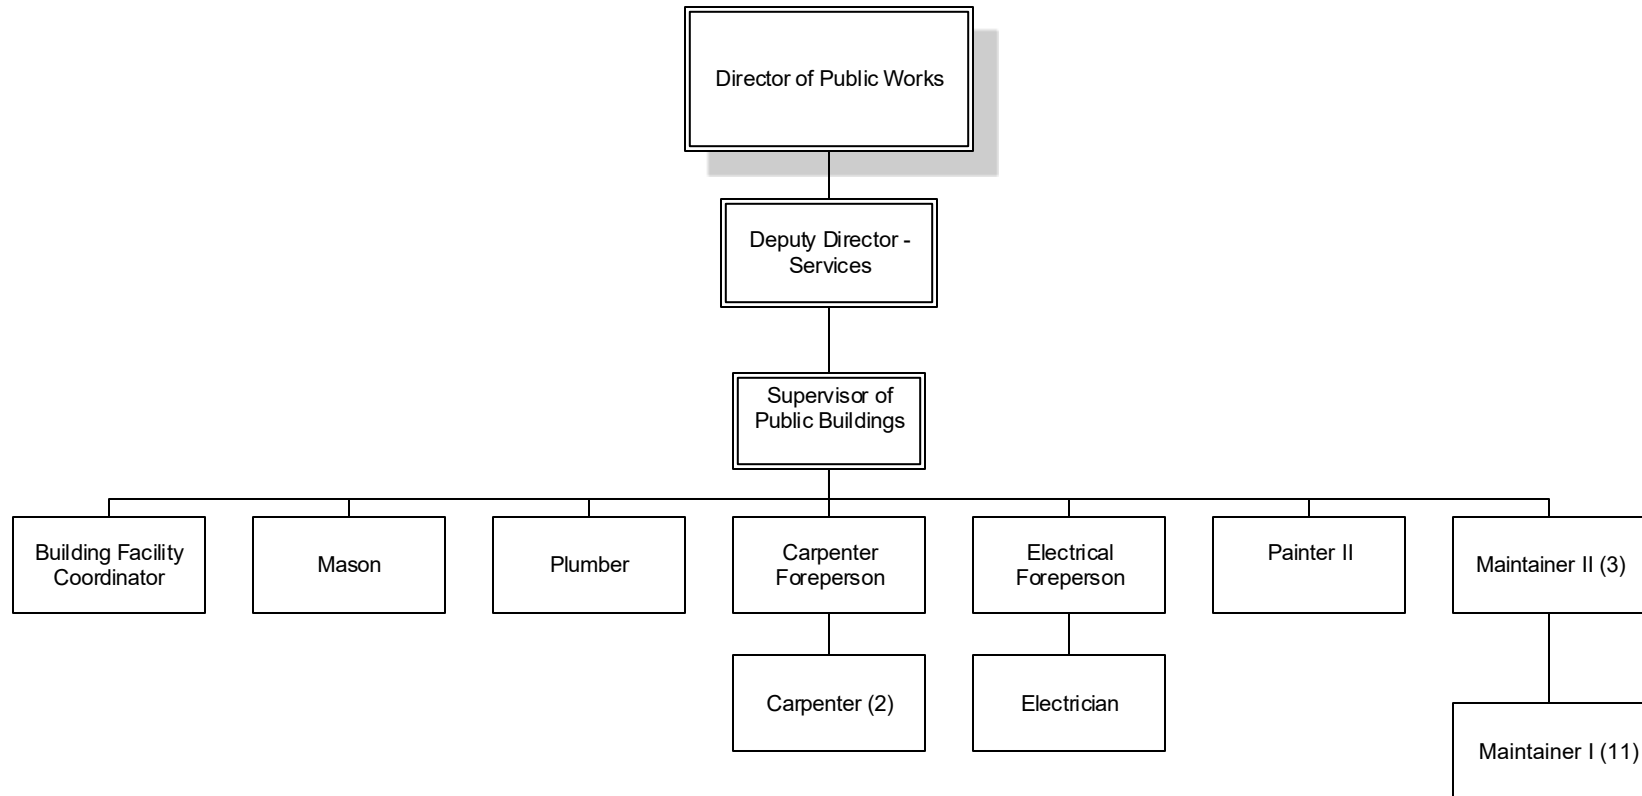 Director of Public Works
Deputy Director -
Services
Supervisor of
Public Buildings
Building Facility
Coordinator
Mason
Plumber
Carpenter
Foreperson
Electrical
Foreperson
Painter II
Maintainer II (3)
Carpenter (2)
Electrician
Maintainer I (11)